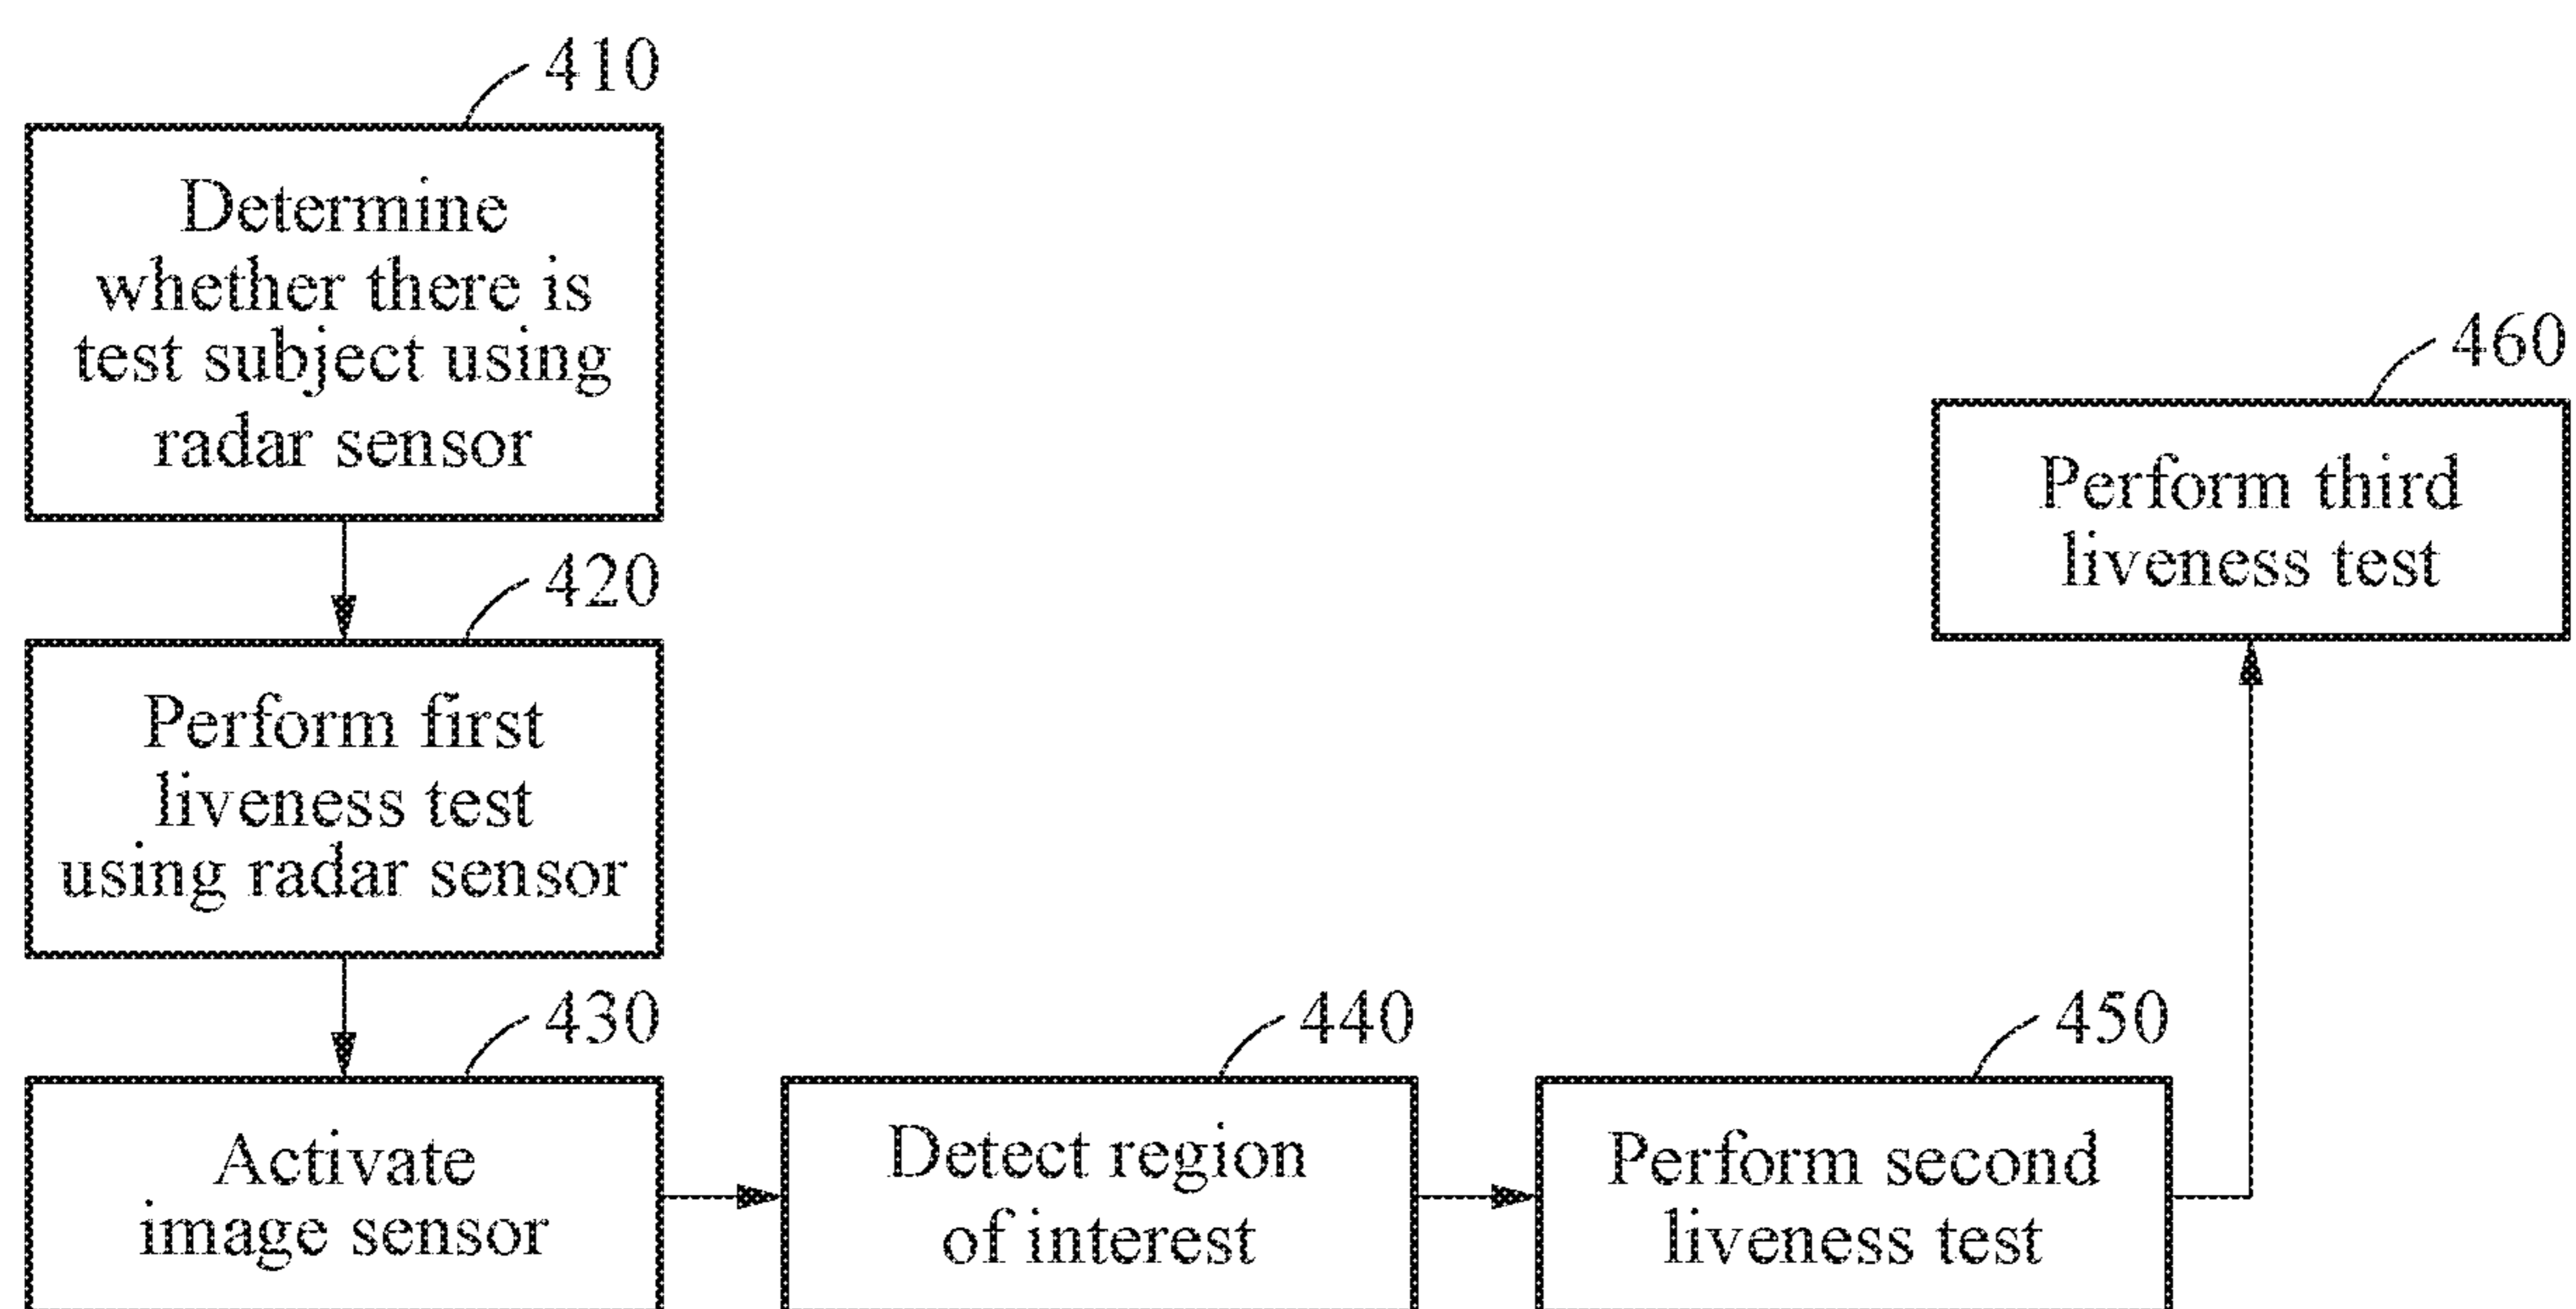 410
Determine
whether there is
test subject using
radar sensor
420
Perform first
liveness test
using radar sensor
430
Activate
image sensor
440
Detect region
of interest
450
Perform second
liveness test
460
Perform third
liveness test